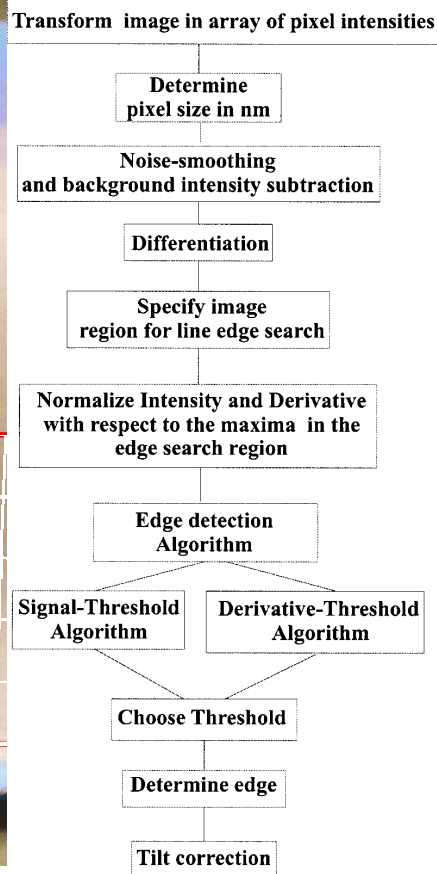 Transform image in array of pixel intensities
Determine
pixel size in nm
Noise-smoothing
and background intensity subtraction
Differentiation
Specify image
region for line edge search
Normalize Intensity and Derivative
with respect to the maxima in the
edge search region
Edge detection
Algorithm
Signal-Threshold
Algorithm
Derivative-Threshold
Algorithm
Choose Threshold
Determine edge
Tilt correction